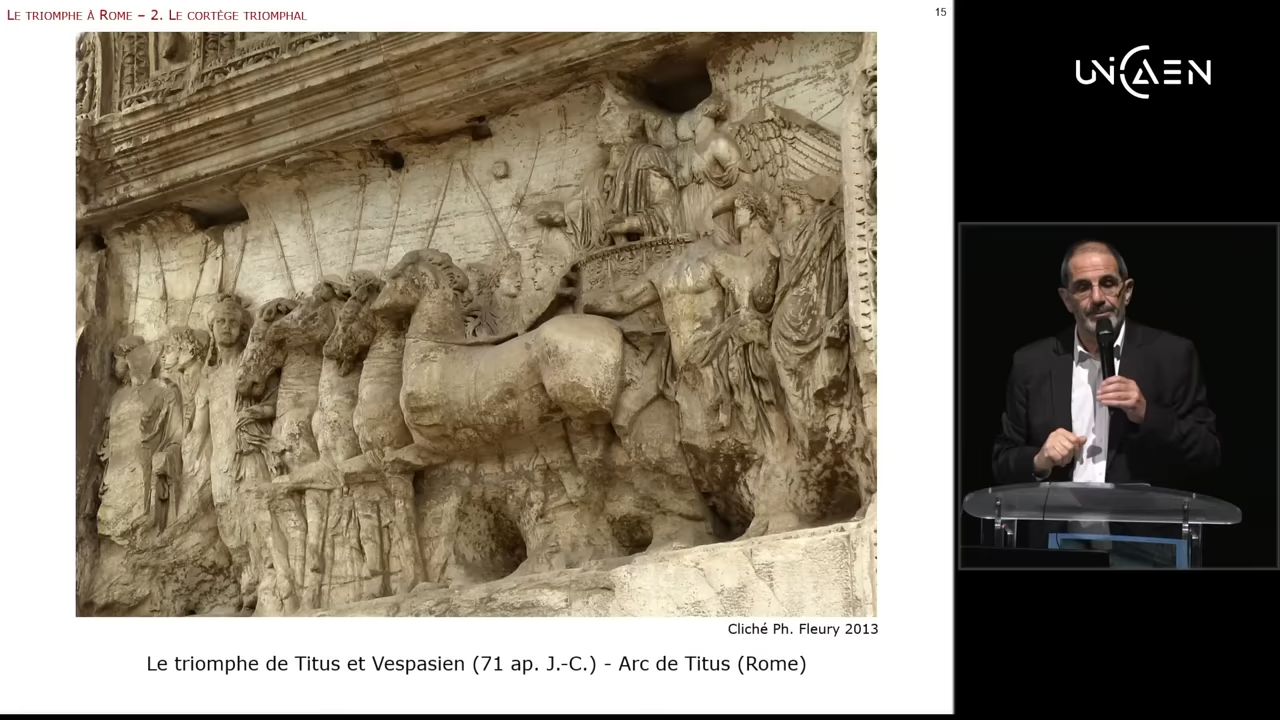 Le triomphe à Rome – 2. Le cortège triomphal
15
UNICAEN
Cliché Ph. Fleury 2013
Le triomphe de Titus et Vespasien (71 ap. J.-C.) - Arc de Titus (Rome)